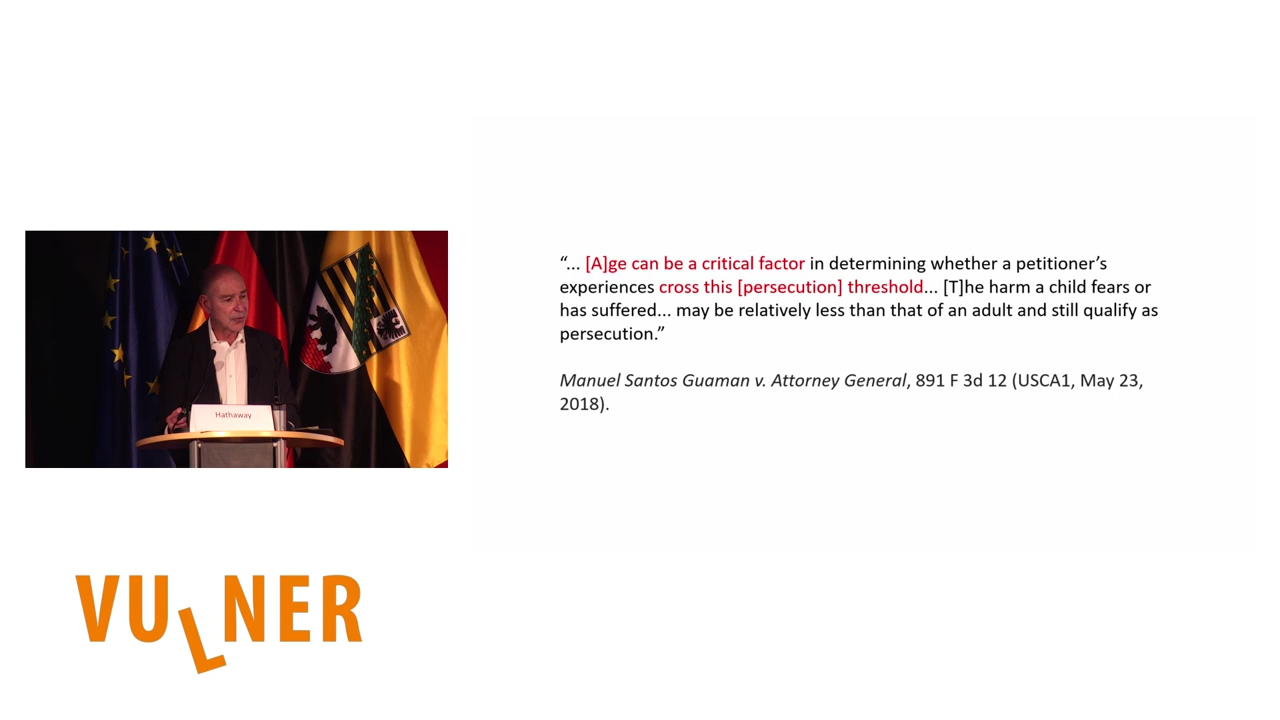 Hathaway
VULNER
“... [A]ge can be a critical factor in determining whether a petitioner’s
experiences cross this [persecution] threshold... [T]he harm a child fears or
has suffered... may be relatively less than that of an adult and still qualify as
persecution.”
Manuel Santos Guaman v. Attorney General, 891 F 3d 12 (USCA1, May 23,
2018).